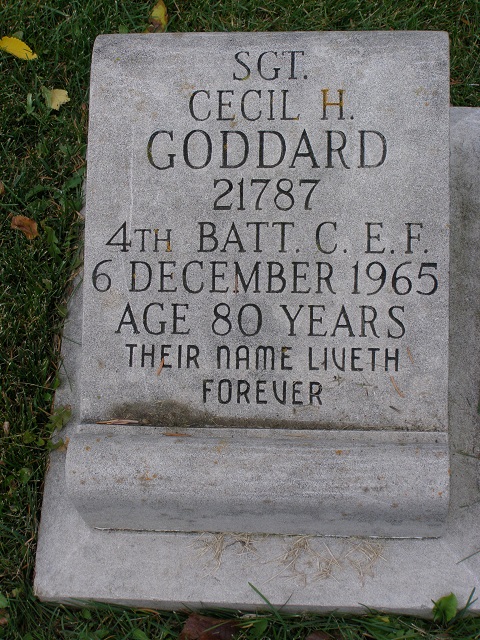 SGT.
CECIL H.
GODDARD
21787
4TH BATT. C. E. F.
6 DECEMBER 1965
AGE 80 YEARS
THEIR NAME LIVETH
FOREVER